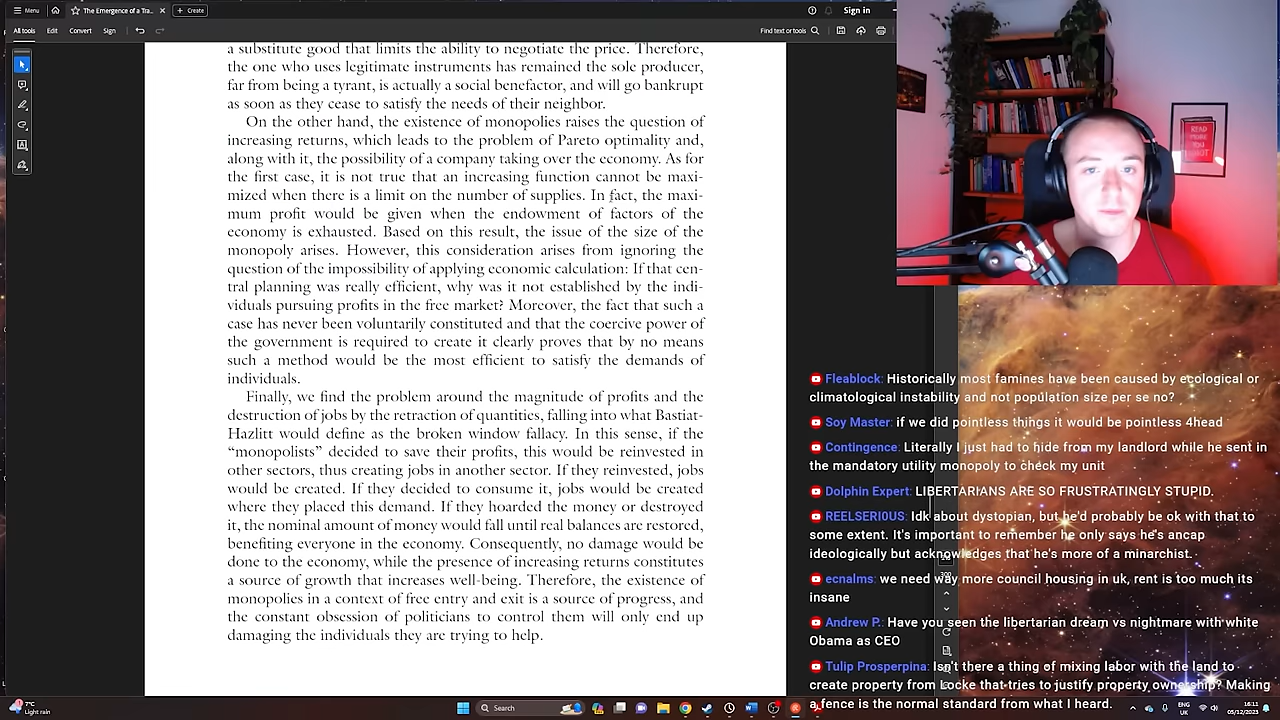 Menu
The Emergence of a Tra...
Create
Sign in
All tools
Edit
Convert
Sign
Find text or tools
a substitute good that limits the ability to negotiate the price. Therefore,
the one who uses legitimate instruments has remained the sole producer,
far from being a tyrant, is actually a social benefactor, and will go bankrupt
as soon as they cease to satisfy the needs of their neighbor.
On the other hand, the existence of monopolies raises the question of
increasing returns, which leads to the problem of Pareto optimality and,
along with it, the possibility of a company taking over the economy. As for
the first case, it is not true that an increasing function cannot be maxi-
mized when there is a limit on the number of supplies. In fact, the maxi-
mum profit would be given when the endowment of factors of the
economy is exhausted. Based on this result, the issue of the size of the
monopoly arises. However, this consideration arises from ignoring the
question of the impossibility of applying economic calculation: If that cen-
tral planning was really efficient, why was it not established by the indi-
viduals pursuing profits in the free market? Moreover, the fact that such a
case has never been voluntarily constituted and that the coercive power of
the government is required to create it clearly proves that by no means
such a method would be the most efficient to satisfy the demands of
individuals.
Finally, we find the problem around the magnitude of profits and the
destruction of jobs by the retraction of quantities, falling into what Bastiat-
Hazlitt would define as the broken window fallacy. In this sense, if the
“monopolists” decided to save their profits, this would be reinvested in
other sectors, thus creating jobs in another sector. If they reinvested, jobs
would be created. If they decided to consume it, jobs would be created
where they placed this demand. If they hoarded the money or destroyed
it, the nominal amount of money would fall until real balances are restored,
benefiting everyone in the economy. Consequently, no damage would be
done to the economy, while the presence of increasing returns constitutes
a source of growth that increases well-being. Therefore, the existence of
monopolies in a context of free entry and exit is a source of progress, and
the constant obsession of politicians to control them will only end up
damaging the individuals they are trying to help.
READ
MORE
Fleablock: Historically most famines have been caused by ecological or
climatological instability and not population size per se no?
Soy Master: if we did pointless things it would be pointless 4head
Contingence: Literally I just had to hide from my landlord while he sent in
the mandatory utility monopoly to check my unit
Dolphin Expert: LIBERTARIANS ARE SO FRUSTRATINGLY STUPID.
REELSERI0US: Idk about dystopian, but he'd probably be ok with that to
some extent. It's important to remember he only says he's ancap
ideologically but acknowledges that he's more of a minarchist.
ecnalms: we need way more council housing in uk, rent is too much its
insane
Andrew P.: Have you seen the libertarian dream vs nightmare with white
Obama as CEO
Tulip Prosperpina: Isn't there a thing of mixing labor with the land to
create property from Locke that tries to justify property ownership? Making
a fence is the normal standard from what I heard.
7°C
Light rain
Search
ENG
UK
16:11
05/12/2023